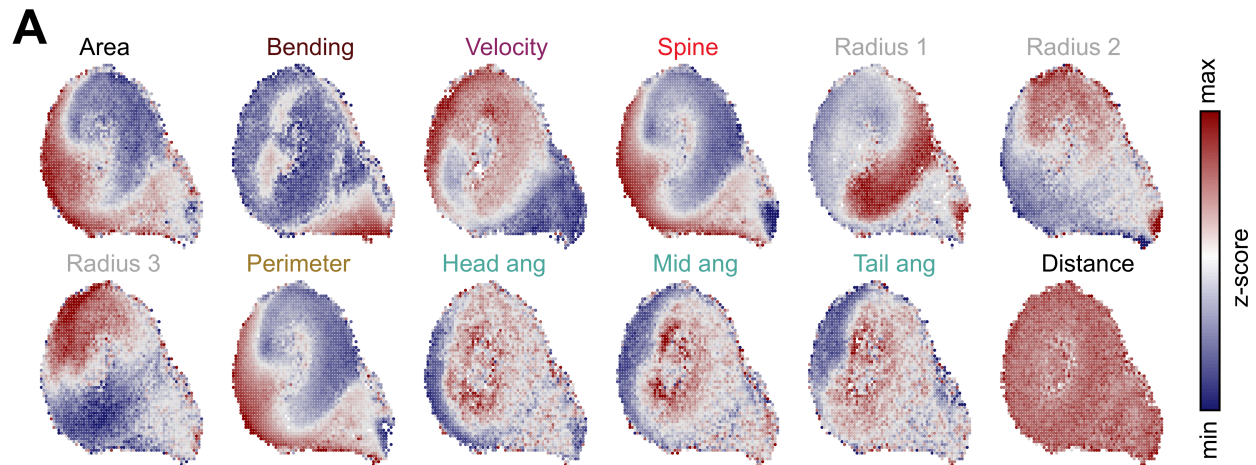 A
Area Bending Velocity Spine Radius 1 Radius 2
Radius 3 Perimeter Head ang Mid ang Tail ang Distance
max
z-score
min